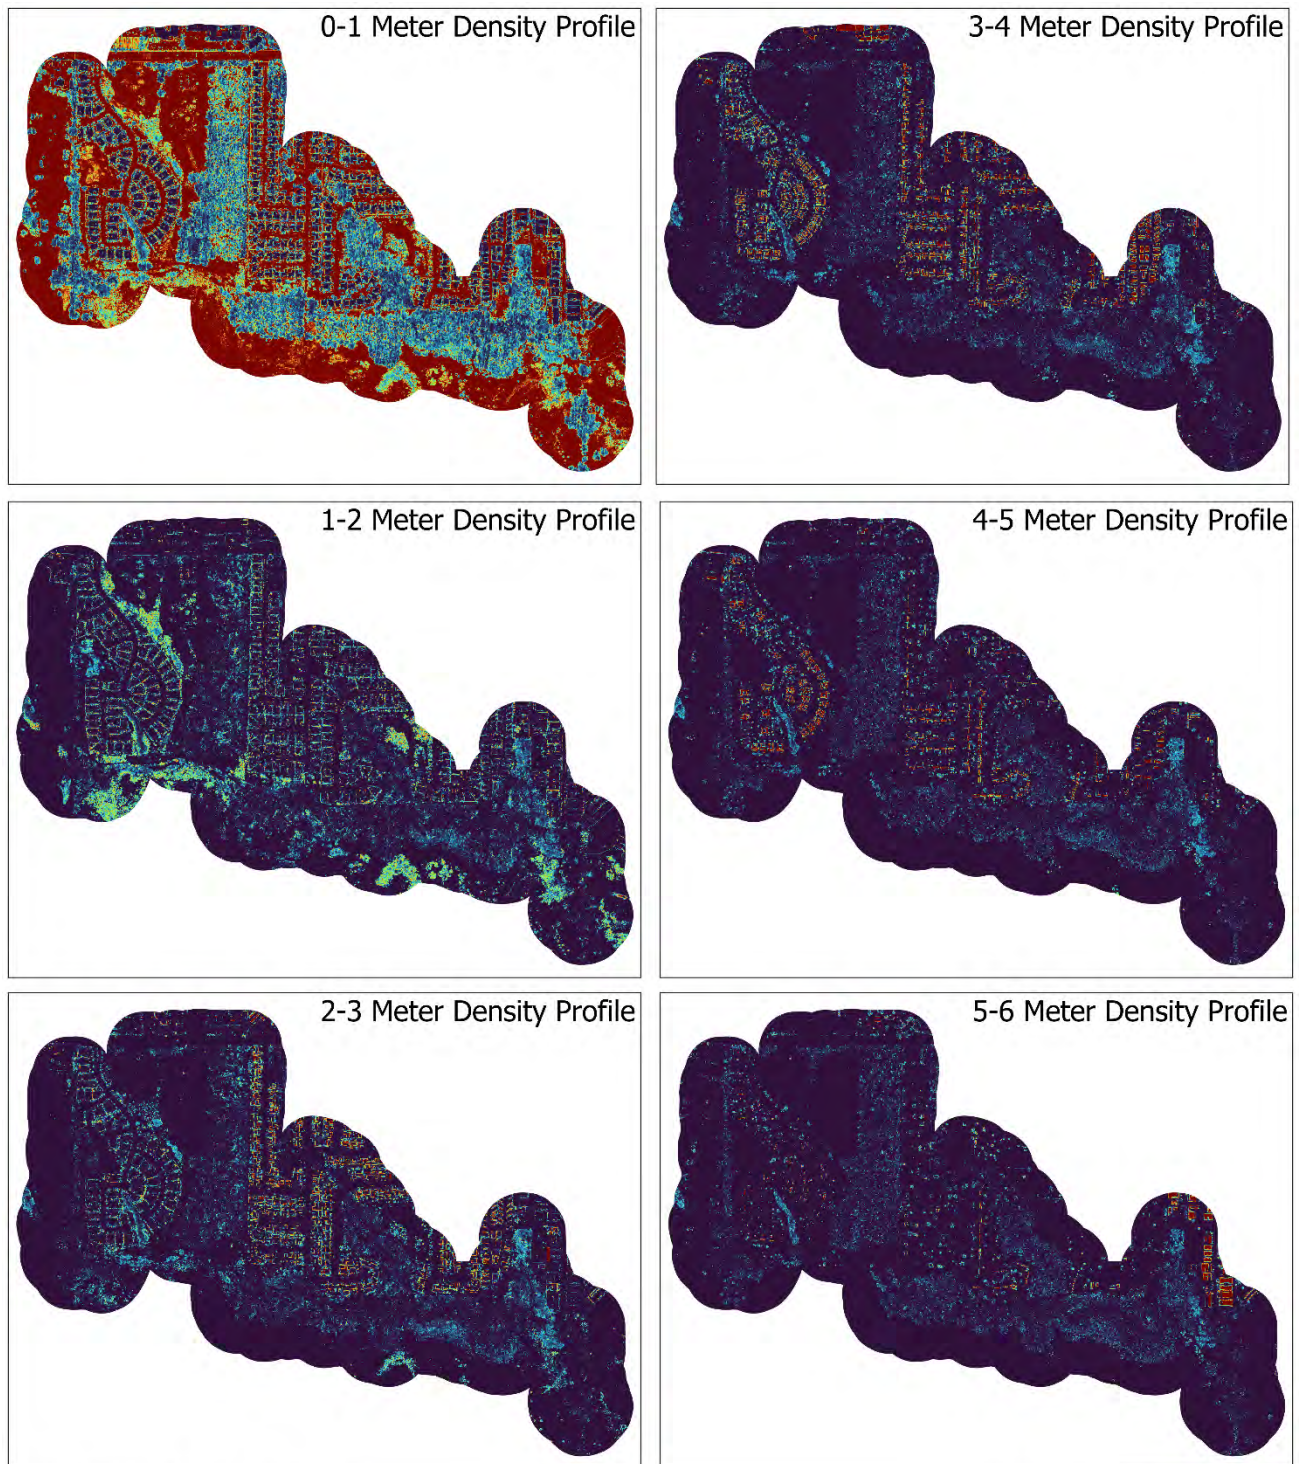 0-1 Meter Density Profile
3-4 Meter Density Profile
1-2 Meter Density Profile
4-5 Meter Density Profile
2-3 Meter Density Profile
5-6 Meter Density Profile